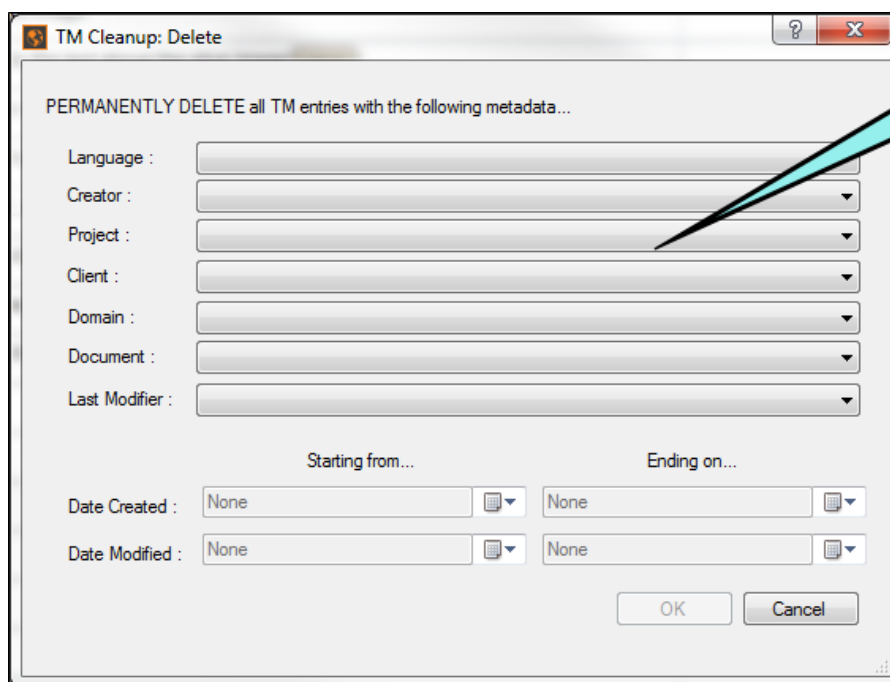 TM Cleanup: Delete
PERMANENTLY DELETE all TM entries with the following metadata...
Language :
Creator :
Project :
Client :
Domain :
Document :
Last Modifier :
Starting from... Ending on...
Date Created : None None
Date Modified : None None
OK Cancel